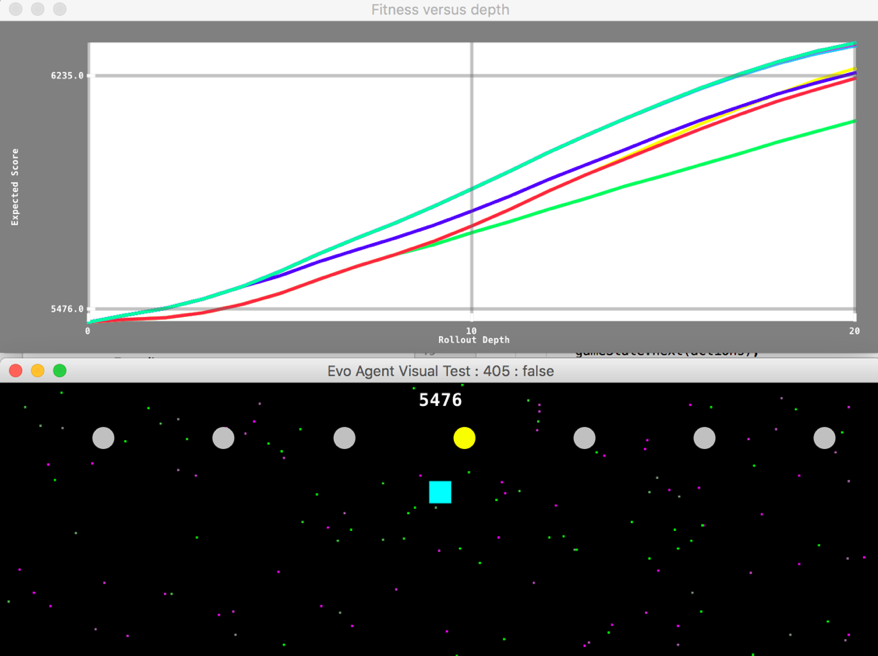 Fitness versus depth
6235.0
Expected Score
5476.0
0
10
20
Rollout Depth
gameState.next(actions);
Evo Agent Visual Test : 405 : false
5476